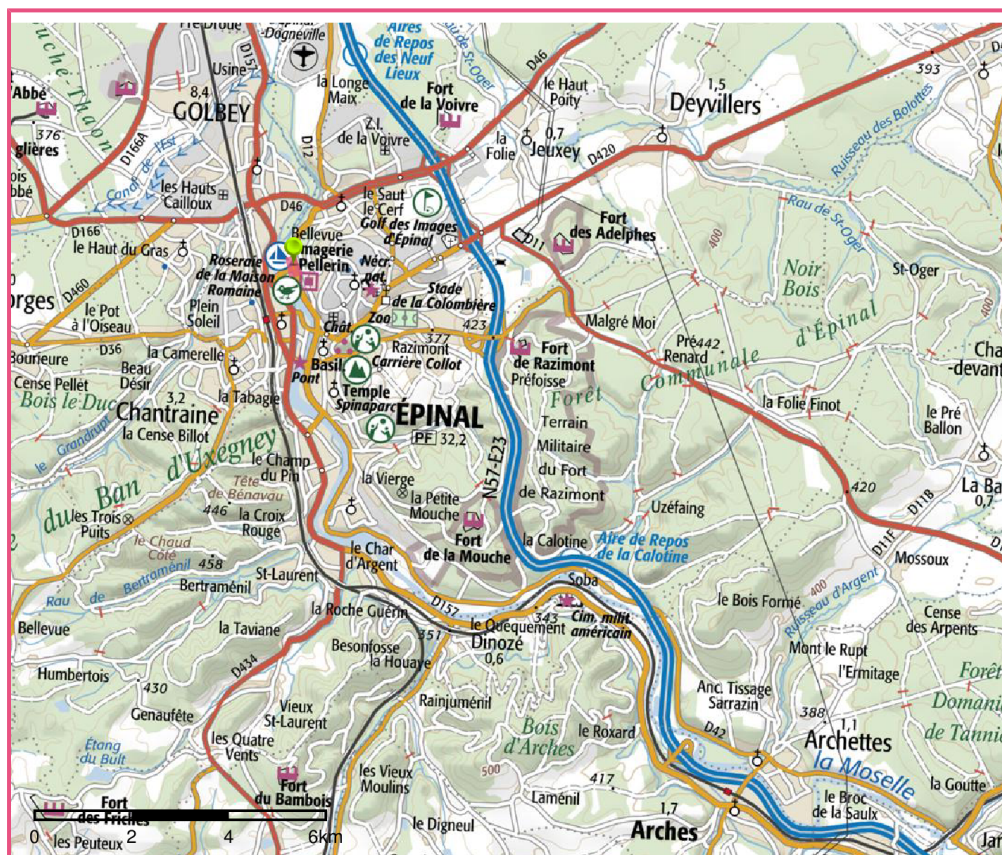 Usine
-Dogneville
Aires
de Repos
des Neuf
Lieux
D157
D46
393
8,4
GOLBEY
la Longe
Maix
Fort
de la Voivre
le Haut
Poity
1,5
Deyvillers
'Abbé
376
glières
D166A
D12
Z.I.
de la Voivre
la
Folie
0,7
Jeuxey
D420
Ruisseau des Bolottes
Canal de l'Est
les Hauts
Cailloux
D46
le Saut
le Cerf
Golf des Images
d'Épinal
D166
le Haut du Gras
Bellevue
Imagerie
Pellerin
Roseraie
de la Maison
Romaine
Nécr.
nat.
D11
Fort
des Adelphes
400
Rau de St-Oger
St-Oger
Noir
Bois
orges
D460
Plein
Soleil
Stade
de la Colombière
Zoo
423
le Pot
à l'Oiseau
Chât.
377
Malgré Moi
Pré
Renard
442
Forêt
Communale
d'Épinal
Bourieure
D36
la Camerelle
Basil
Pont
Razimont
Carrière Collot
Fort
de Razimont
Préfoisse
Cha
-devant
Cense Pellet
Beau
Désir
Bois le Duc
3,2
Chantraine
la Cense Billot
la Tabagie
Temple
Spinaparc
ÉPINAL
PF 32,2
Terrain
Militaire
du Fort
de Razimont
la Folie Finot
le Pré
Ballon
le Grandrupt
du Ban d'Uxégney
le Champ
du Pin
N57-E23
la Vierge
Tête
de Bénavau
446
la Croix
Rouge
la Petite
Mouche
Uzéfaing
420
D118
La Ba
0,7
les Trois
Puits
le Chaud
Côté
458
Fort
de la Mouche
la Calotine
Aire de Repos
de la Calotine
D11F
Mossoux
Rau de Bertraménil
Bertraménil
St-Laurent
le Char
d'Argent
Soba
400
Ruisseau d'Argent
Bellevue
la Taviane
la Roche Guérin
D157
343
Cim. milit.
américain
le Bois Formé
Cense
des Arpents
Humbertois
D434
Besonfosse
la Houaye
351
le Quequement
Dinozé
0,6
Mont le Rupt
l'Ermitage
430
Genaufête
Rainjuménil
Anc. Tissage
Sarrazin
388
1,1
Archettes
Forêt
Domani
de Tanniè
Vieux
St-Laurent
Bois
d'Arches
le Roxard
D42
la Moselle
Étang
du Bult
les Quatre
Vents
500
417
Fort
du Bambois
les Vieux
Moulins
Laménil
la Goutte
Fort
des Friches
0 2 4 6km
le Digneul
1,7
Arches
le Broc
de la Saulx
les Peuteux
Jar